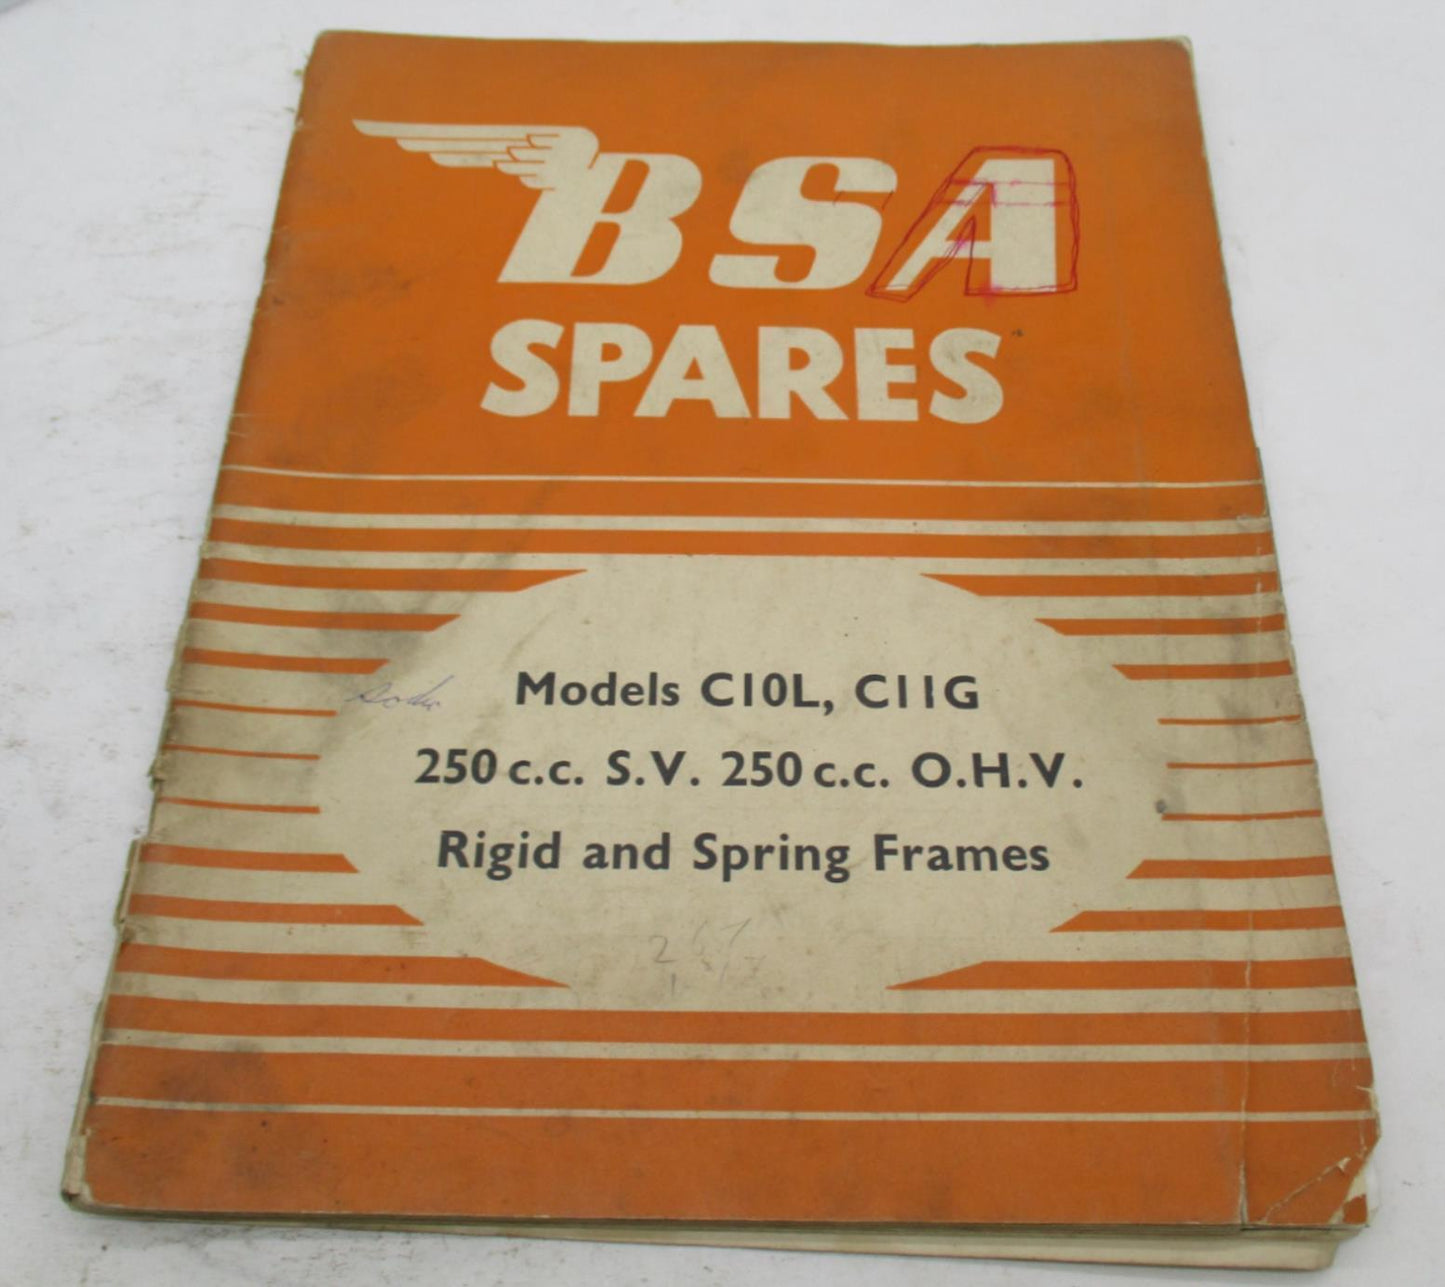 BSA
SPARES
Models C10L, C11G
250 c.c. S.V. 250 c.c. O.H.V.
Rigid and Spring Frames